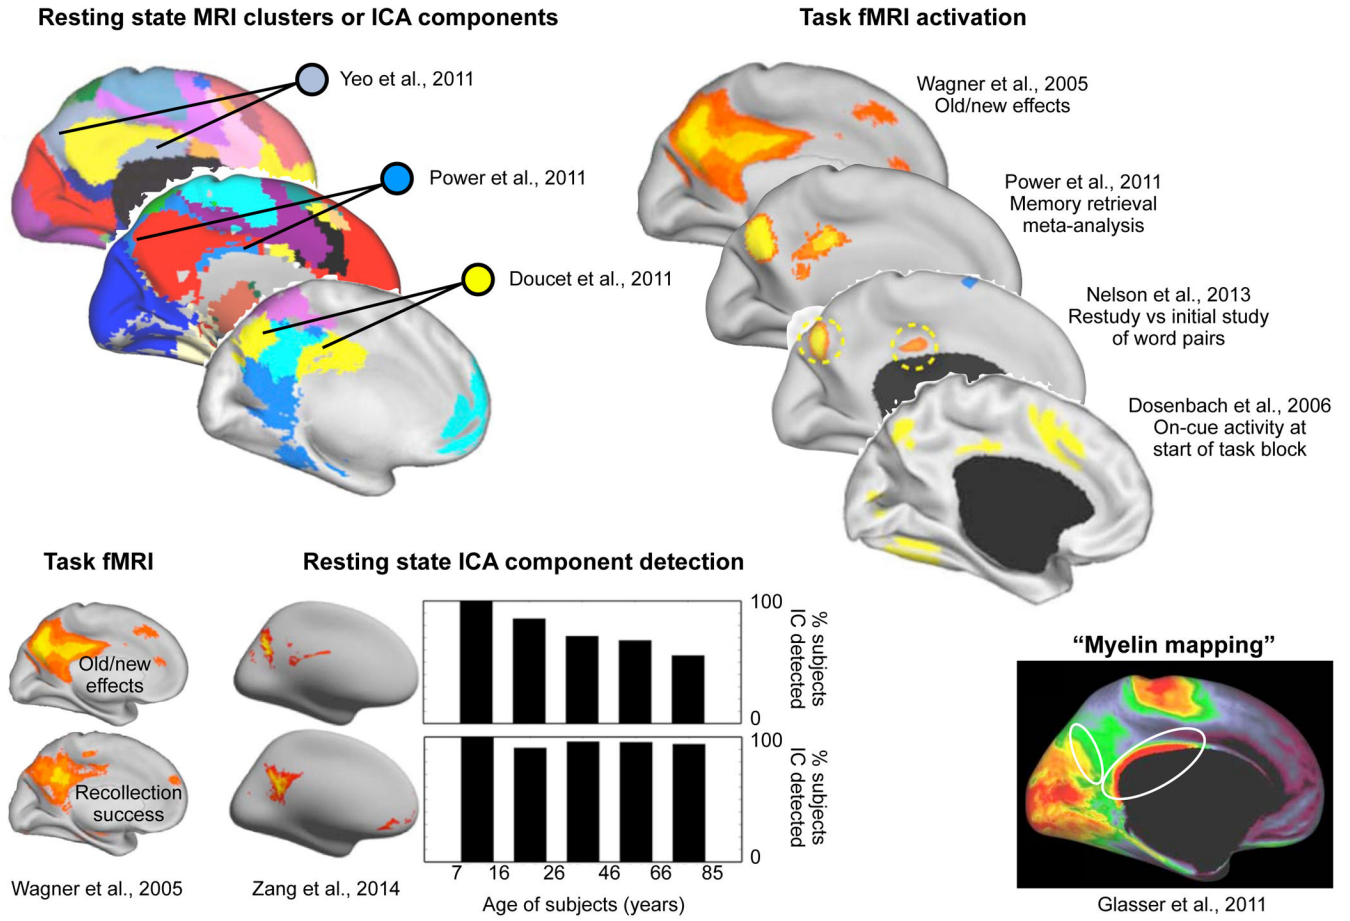 Resting state MRI clusters or ICA components
Yeo et al., 2011
Power et al., 2011
Doucet et al., 2011
Task fMRI activation
Wagner et al., 2005
Old/new effects
Power et al., 2011
Memory retrieval
meta-analysis
Nelson et al., 2013
Restudy vs initial study
of word pairs
Dosenbach et al., 2006
On-cue activity at
start of task block
Task fMRI
Old/new
effects
Recollection
success
Wagner et al., 2005
Resting state ICA component detection
100
% subjects
IC detected
0
100
% subjects
IC detected
0
7 16 26 46 66 85
Zang et al., 2014
Age of subjects (years)
“Myelin mapping”
Glasser et al., 2011